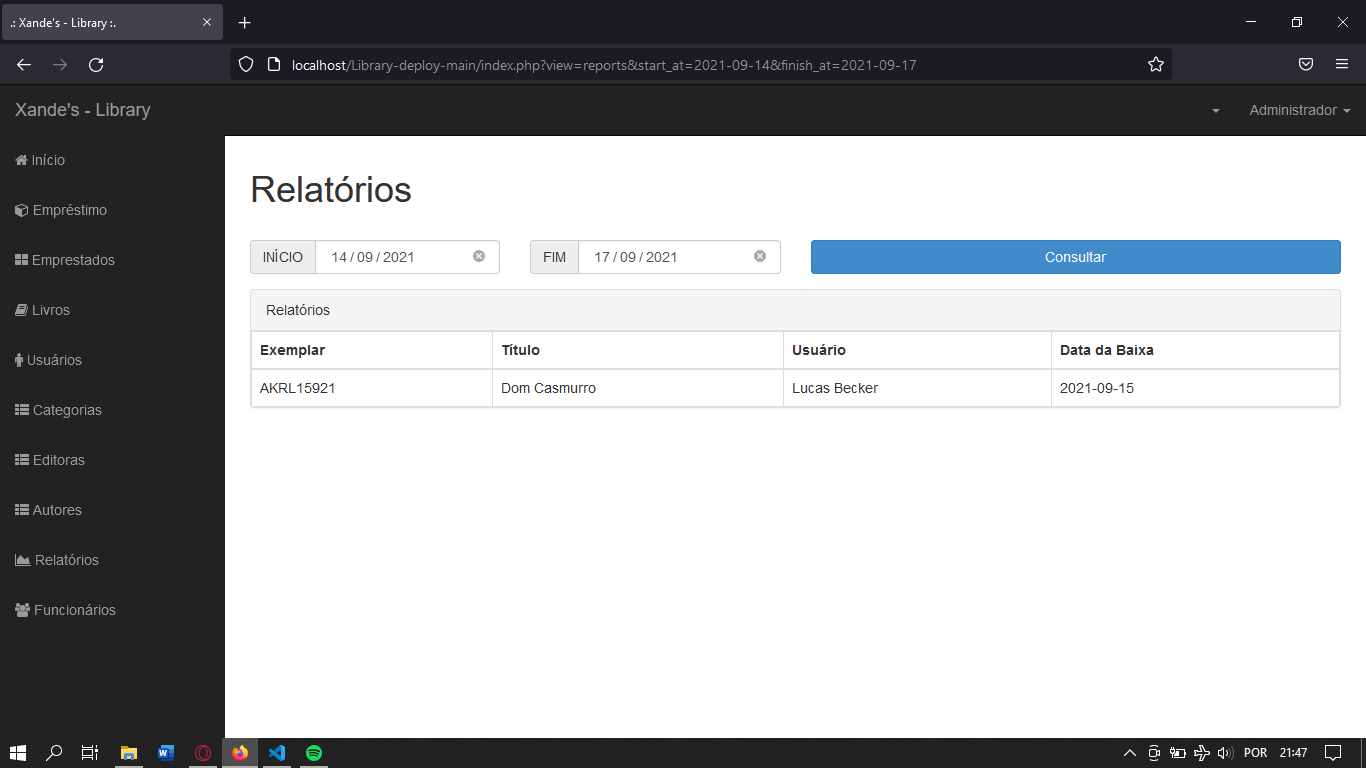 .: Xande's - Library :.
localhost/Library-deploy-main/index.php?view=reports&start_at=2021-09-14&finish_at=2021-09-17
Xande's - Library
Administrador
Início
Empréstimo
Emprestados
Livros
Usuários
Categorias
Editoras
Autores
Relatórios
Funcionários
Relatórios
INÍCIO 14 / 09 / 2021 FIM 17 / 09 / 2021 Consultar
Relatórios
Exemplar Título Usuário Data da Baixa
AKRL15921 Dom Casmurro Lucas Becker 2021-09-15
POR 21:47